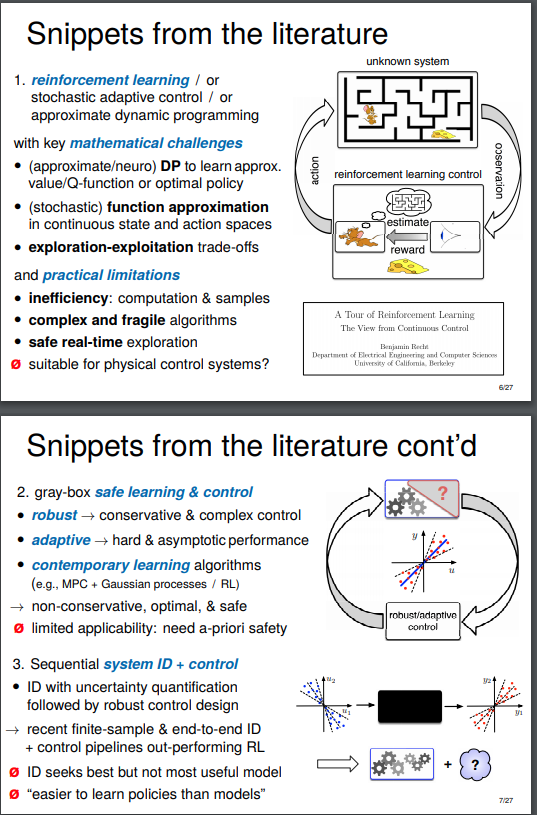 Snippets from the literature
1. reinforcement learning / or
stochastic adaptive control / or
approximate dynamic programming
with key mathematical challenges
• (approximate/neuro) DP to learn approx.
value/Q-function or optimal policy
• (stochastic) function approximation
in continuous state and action spaces
• exploration-exploitation trade-offs
and practical limitations
• inefficiency: computation & samples
• complex and fragile algorithms
• safe real-time exploration
ø suitable for physical control systems?
unknown system
action
observation
reinforcement learning control
estimate
reward
A Tour of Reinforcement Learning
The View from Continuous Control
Benjamin Recht
Department of Electrical Engineering and Computer Sciences
University of California, Berkeley
6/27
Snippets from the literature cont'd
2. gray-box safe learning & control
• robust → conservative & complex control
• adaptive → hard & asymptotic performance
• contemporary learning algorithms
(e.g., MPC + Gaussian processes / RL)
→ non-conservative, optimal, & safe
ø limited applicability: need a-priori safety
?
y
u
robust/adaptive
control
3. Sequential system ID + control
• ID with uncertainty quantification
followed by robust control design
→ recent finite-sample & end-to-end ID
+ control pipelines out-performing RL
ø ID seeks best but not most useful model
ø “easier to learn policies than models”
u2
u1
y2
y1
+ ?
7/27